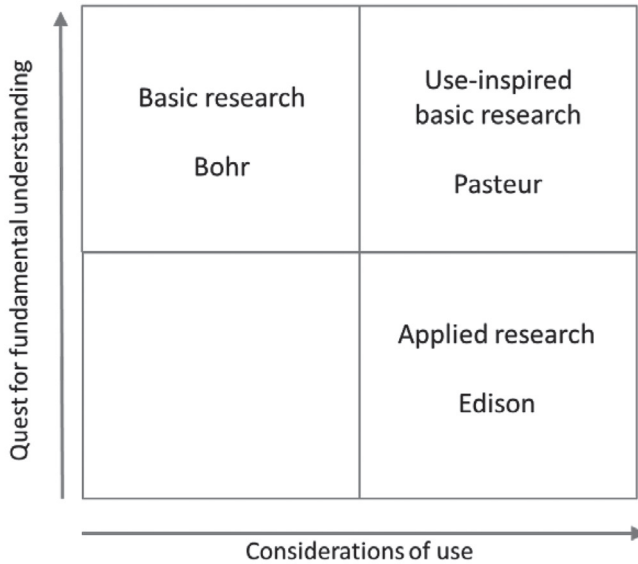 Quest for fundamental understanding
Basic research
Bohr
Use-inspired
basic research
Pasteur
Applied research
Edison
Considerations of use